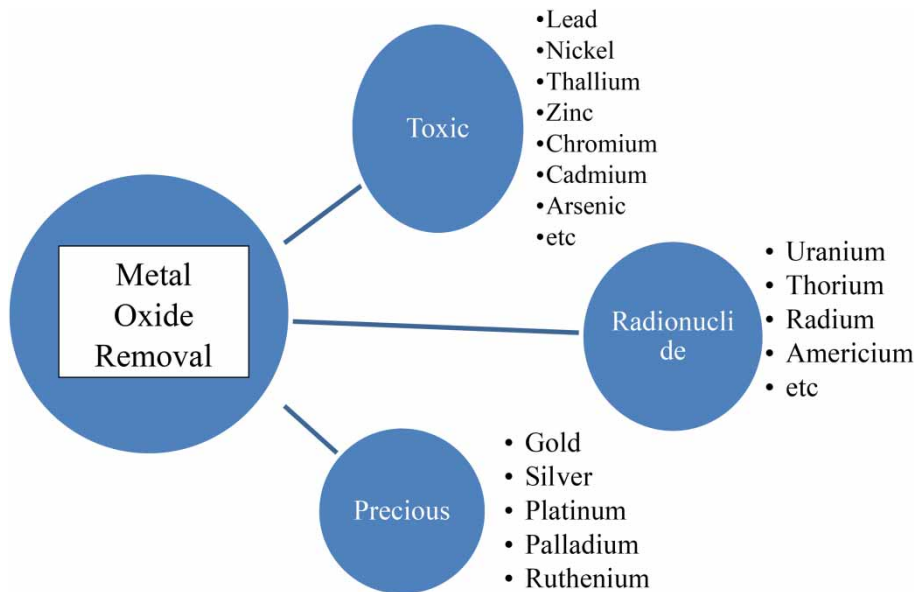 Metal
Oxide
Removal
Toxic
•Lead
•Nickel
•Thallium
•Zinc
•Chromium
•Cadmium
•Arsenic
•etc
Radionucli
de
• Uranium
• Thorium
• Radium
• Americium
• etc
Precious
• Gold
• Silver
• Platinum
• Palladium
• Ruthenium